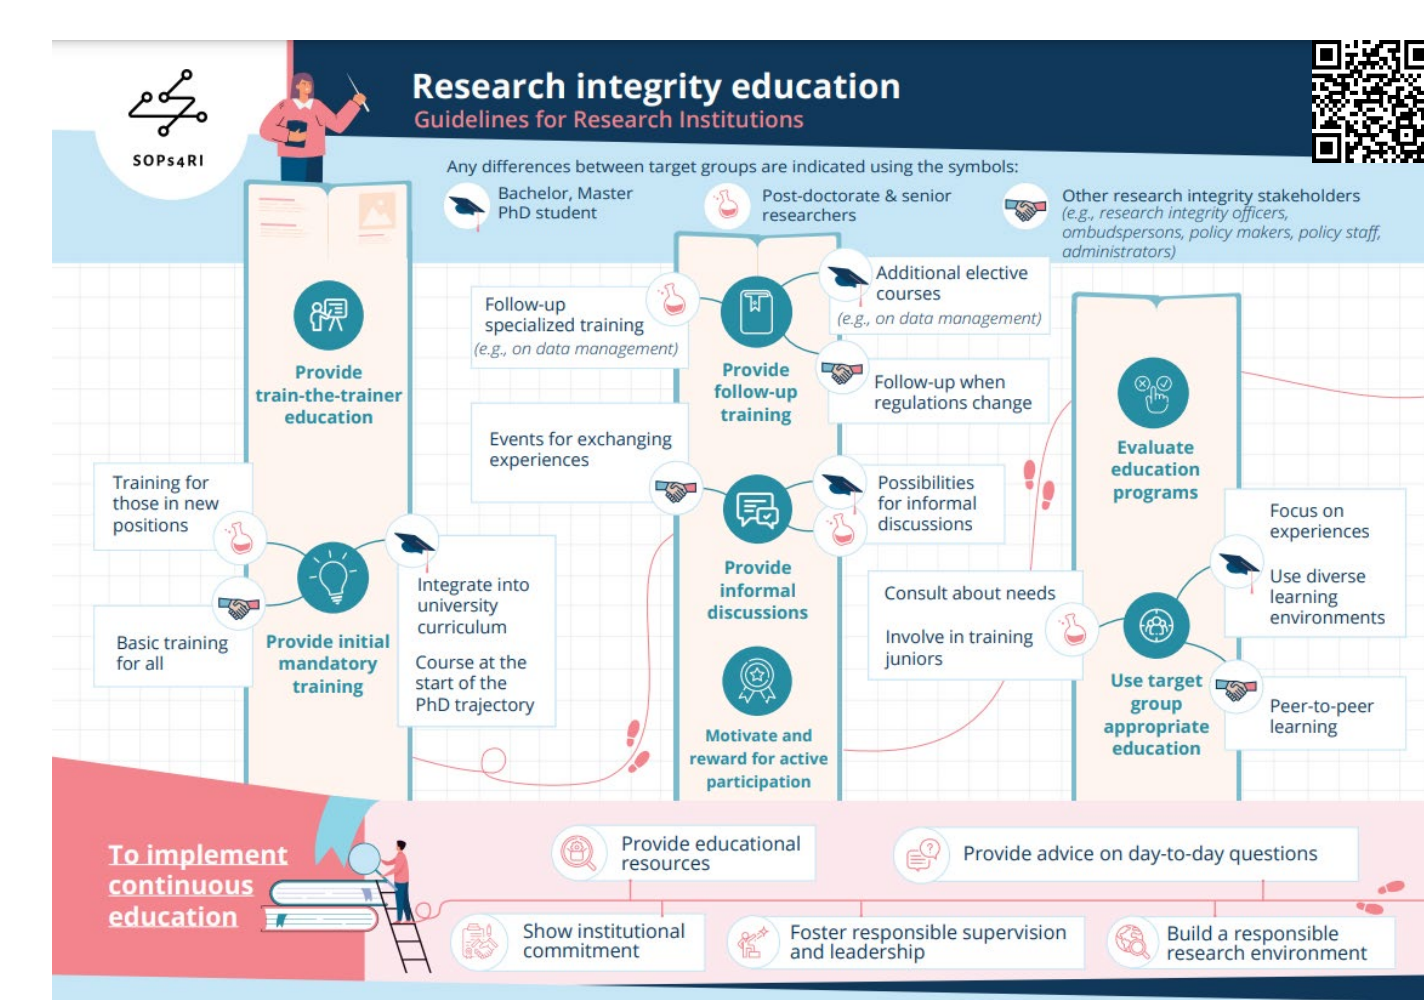 SOPs4RI
Research integrity education
Guidelines for Research Institutions
Any differences between target groups are indicated using the symbols:
Bachelor, Master
PhD student
Post-doctorate & senior
researchers
Other research integrity stakeholders
(e.g., research integrity officers,
ombudspersons, policy makers, policy staff,
administrators)
Provide
train-the-trainer
education
Training for
those in new
positions
Basic training
for all
Provide initial
mandatory
training
Integrate into
university
curriculum
Course at the
start of the
PhD trajectory
Follow-up
specialized training
(e.g., on data management)
Provide
follow-up
training
Additional elective
courses
(e.g., on data management)
Follow-up when
regulations change
Events for exchanging
experiences
Provide
informal
discussions
Possibilities
for informal
discussions
Motivate and
reward for active
participation
Evaluate
education
programs
Consult about needs
Involve in training
juniors
Use target
group
appropriate
education
Focus on
experiences
Use diverse
learning
environments
Peer-to-peer
learning
To implement
continuous
education
Provide educational
resources
Provide advice on day-to-day questions
Show institutional
commitment
Foster responsible supervision
and leadership
Build a responsible
research environment